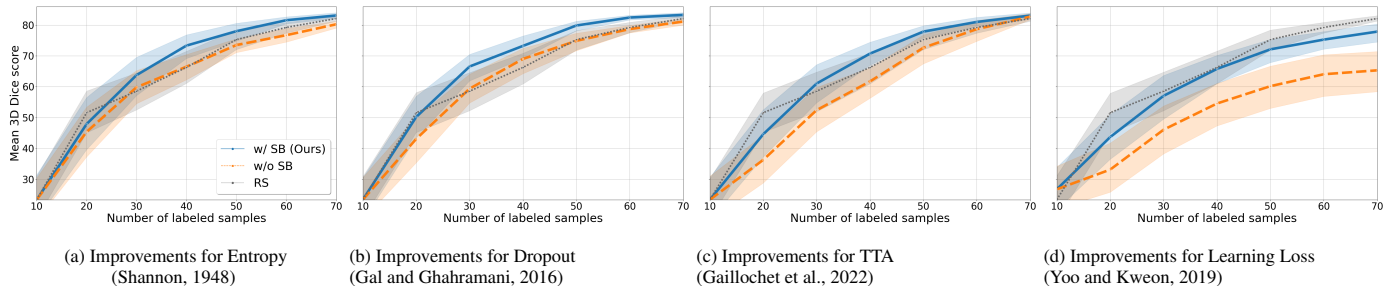 80
70
60
50
40
30
Mean 3D Dice score
w/ SB (Ours)
w/o SB
RS
10 20 30 40 50 60 70
Number of labeled samples
10 20 30 40 50 60 70
Number of labeled samples
10 20 30 40 50 60 70
Number of labeled samples
10 20 30 40 50 60 70
Number of labeled samples
(a) Improvements for Entropy
(Shannon, 1948)
(b) Improvements for Dropout
(Gal and Ghahramani, 2016)
(c) Improvements for TTA
(Gaillochet et al., 2022)
(d) Improvements for Learning Loss
(Yoo and Kweon, 2019)